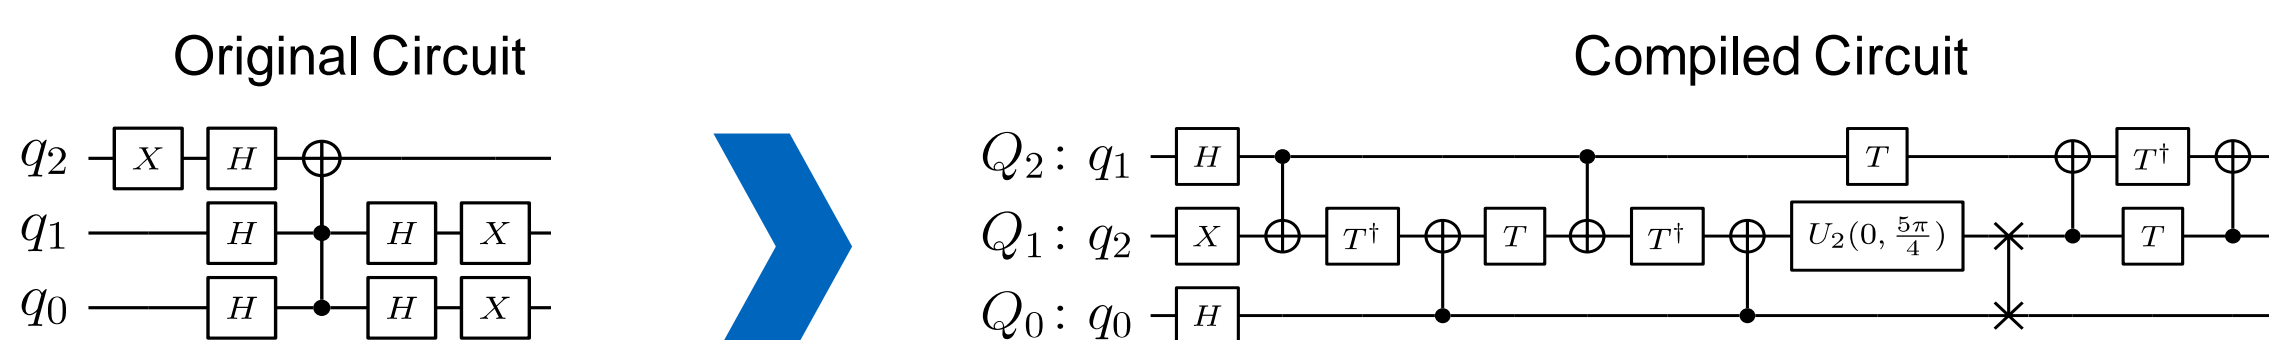 Original Circuit
Compiled Circuit
q₂ X H
q₁ H H X
q₀ H H X
Q₂ : q₁ H T T†
Q₁ : q₂ X T† T T† U₂(0, 5π/4) T
Q₀ : q₀ H